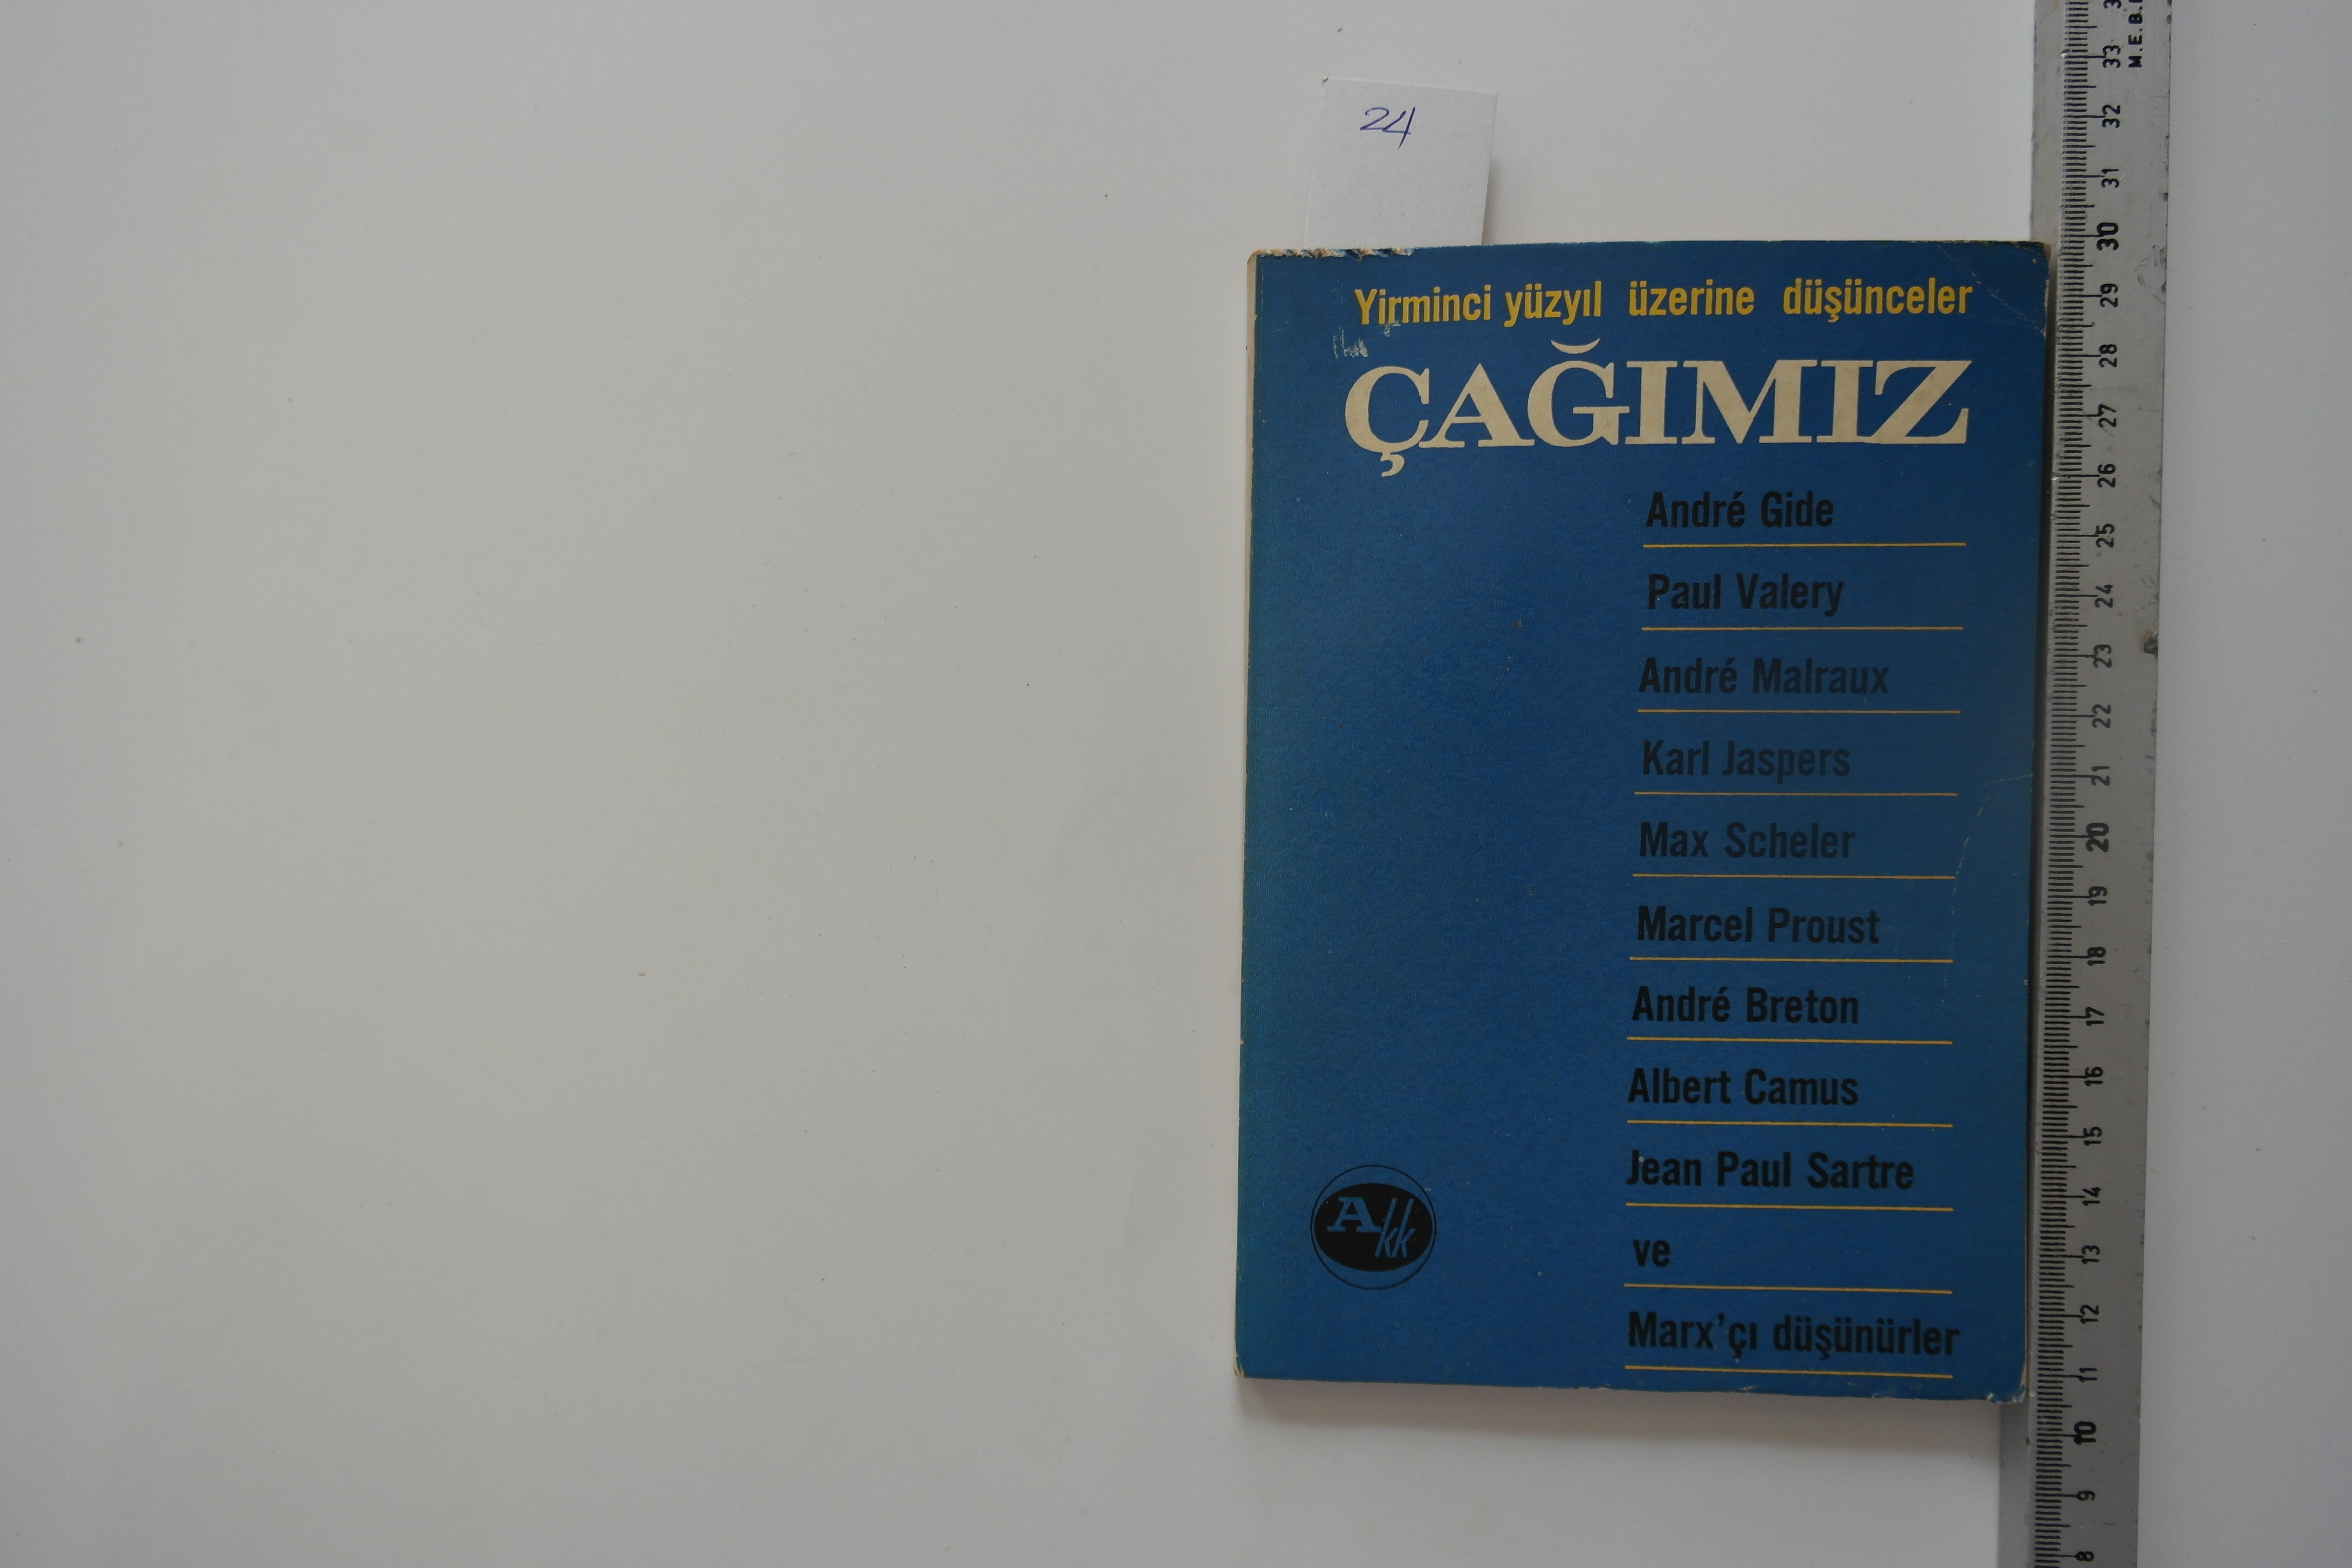 24
Yirminci yüzyıl üzerine düşünceler
ÇAĞIMIZ
André Gide
Paul Valery
André Malraux
Karl Jaspers
Max Scheler
Marcel Proust
André Breton
Albert Camus
Jean Paul Sartre
ve
Marx'çı düşünürler
A kk
M.E.B.
33
32
31
30
29
28
27
26
25
24
23
22
21
20
19
18
17
16
15
14
13
12
11
10
9
8